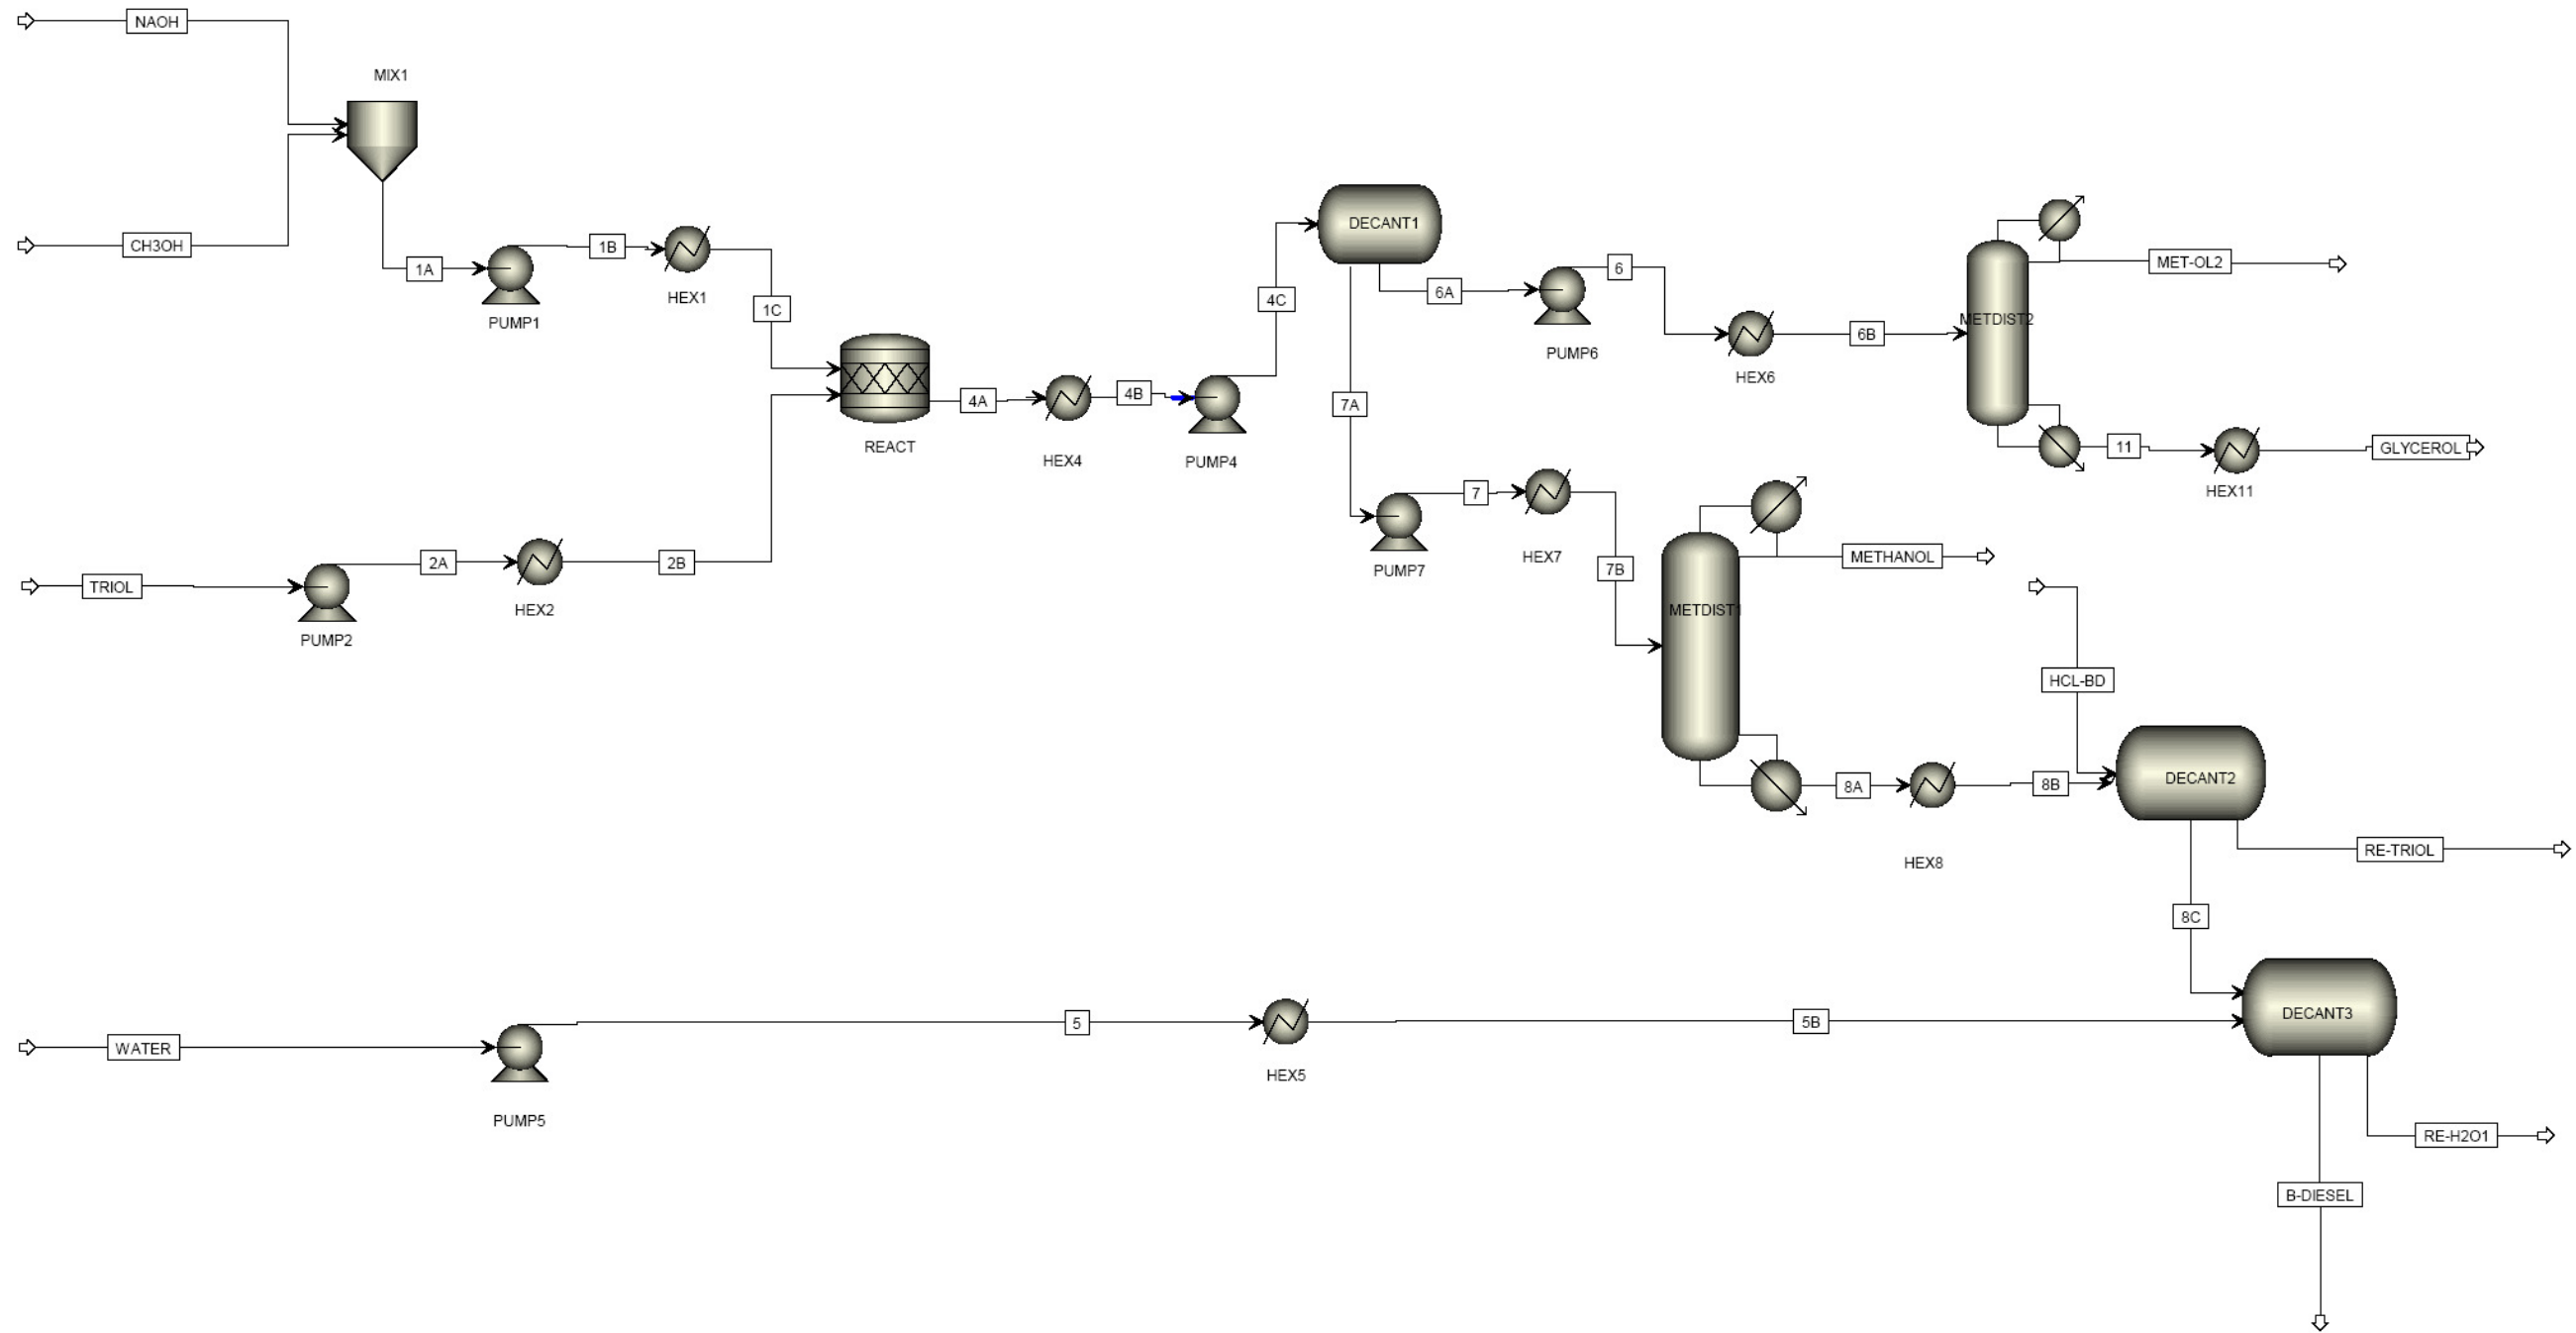 NAOH
MIX1
CH3OH
1A
1B
PUMP1
HEX1
1C
TRIOL
PUMP2
2A
HEX2
2B
REACT
4A
HEX4
4B
PUMP4
4C
DECANT1
6A
PUMP6
6
HEX6
6B
METDIST2
MET-OL2
11
HEX11
GLYCEROL
7A
PUMP7
7
HEX7
7B
METDIST1
METHANOL
HCL-BD
8A
HEX8
8B
DECANT2
RE-TRIOL
8C
WATER
PUMP5
5
HEX5
5B
DECANT3
RE-H2O1
B-DIESEL